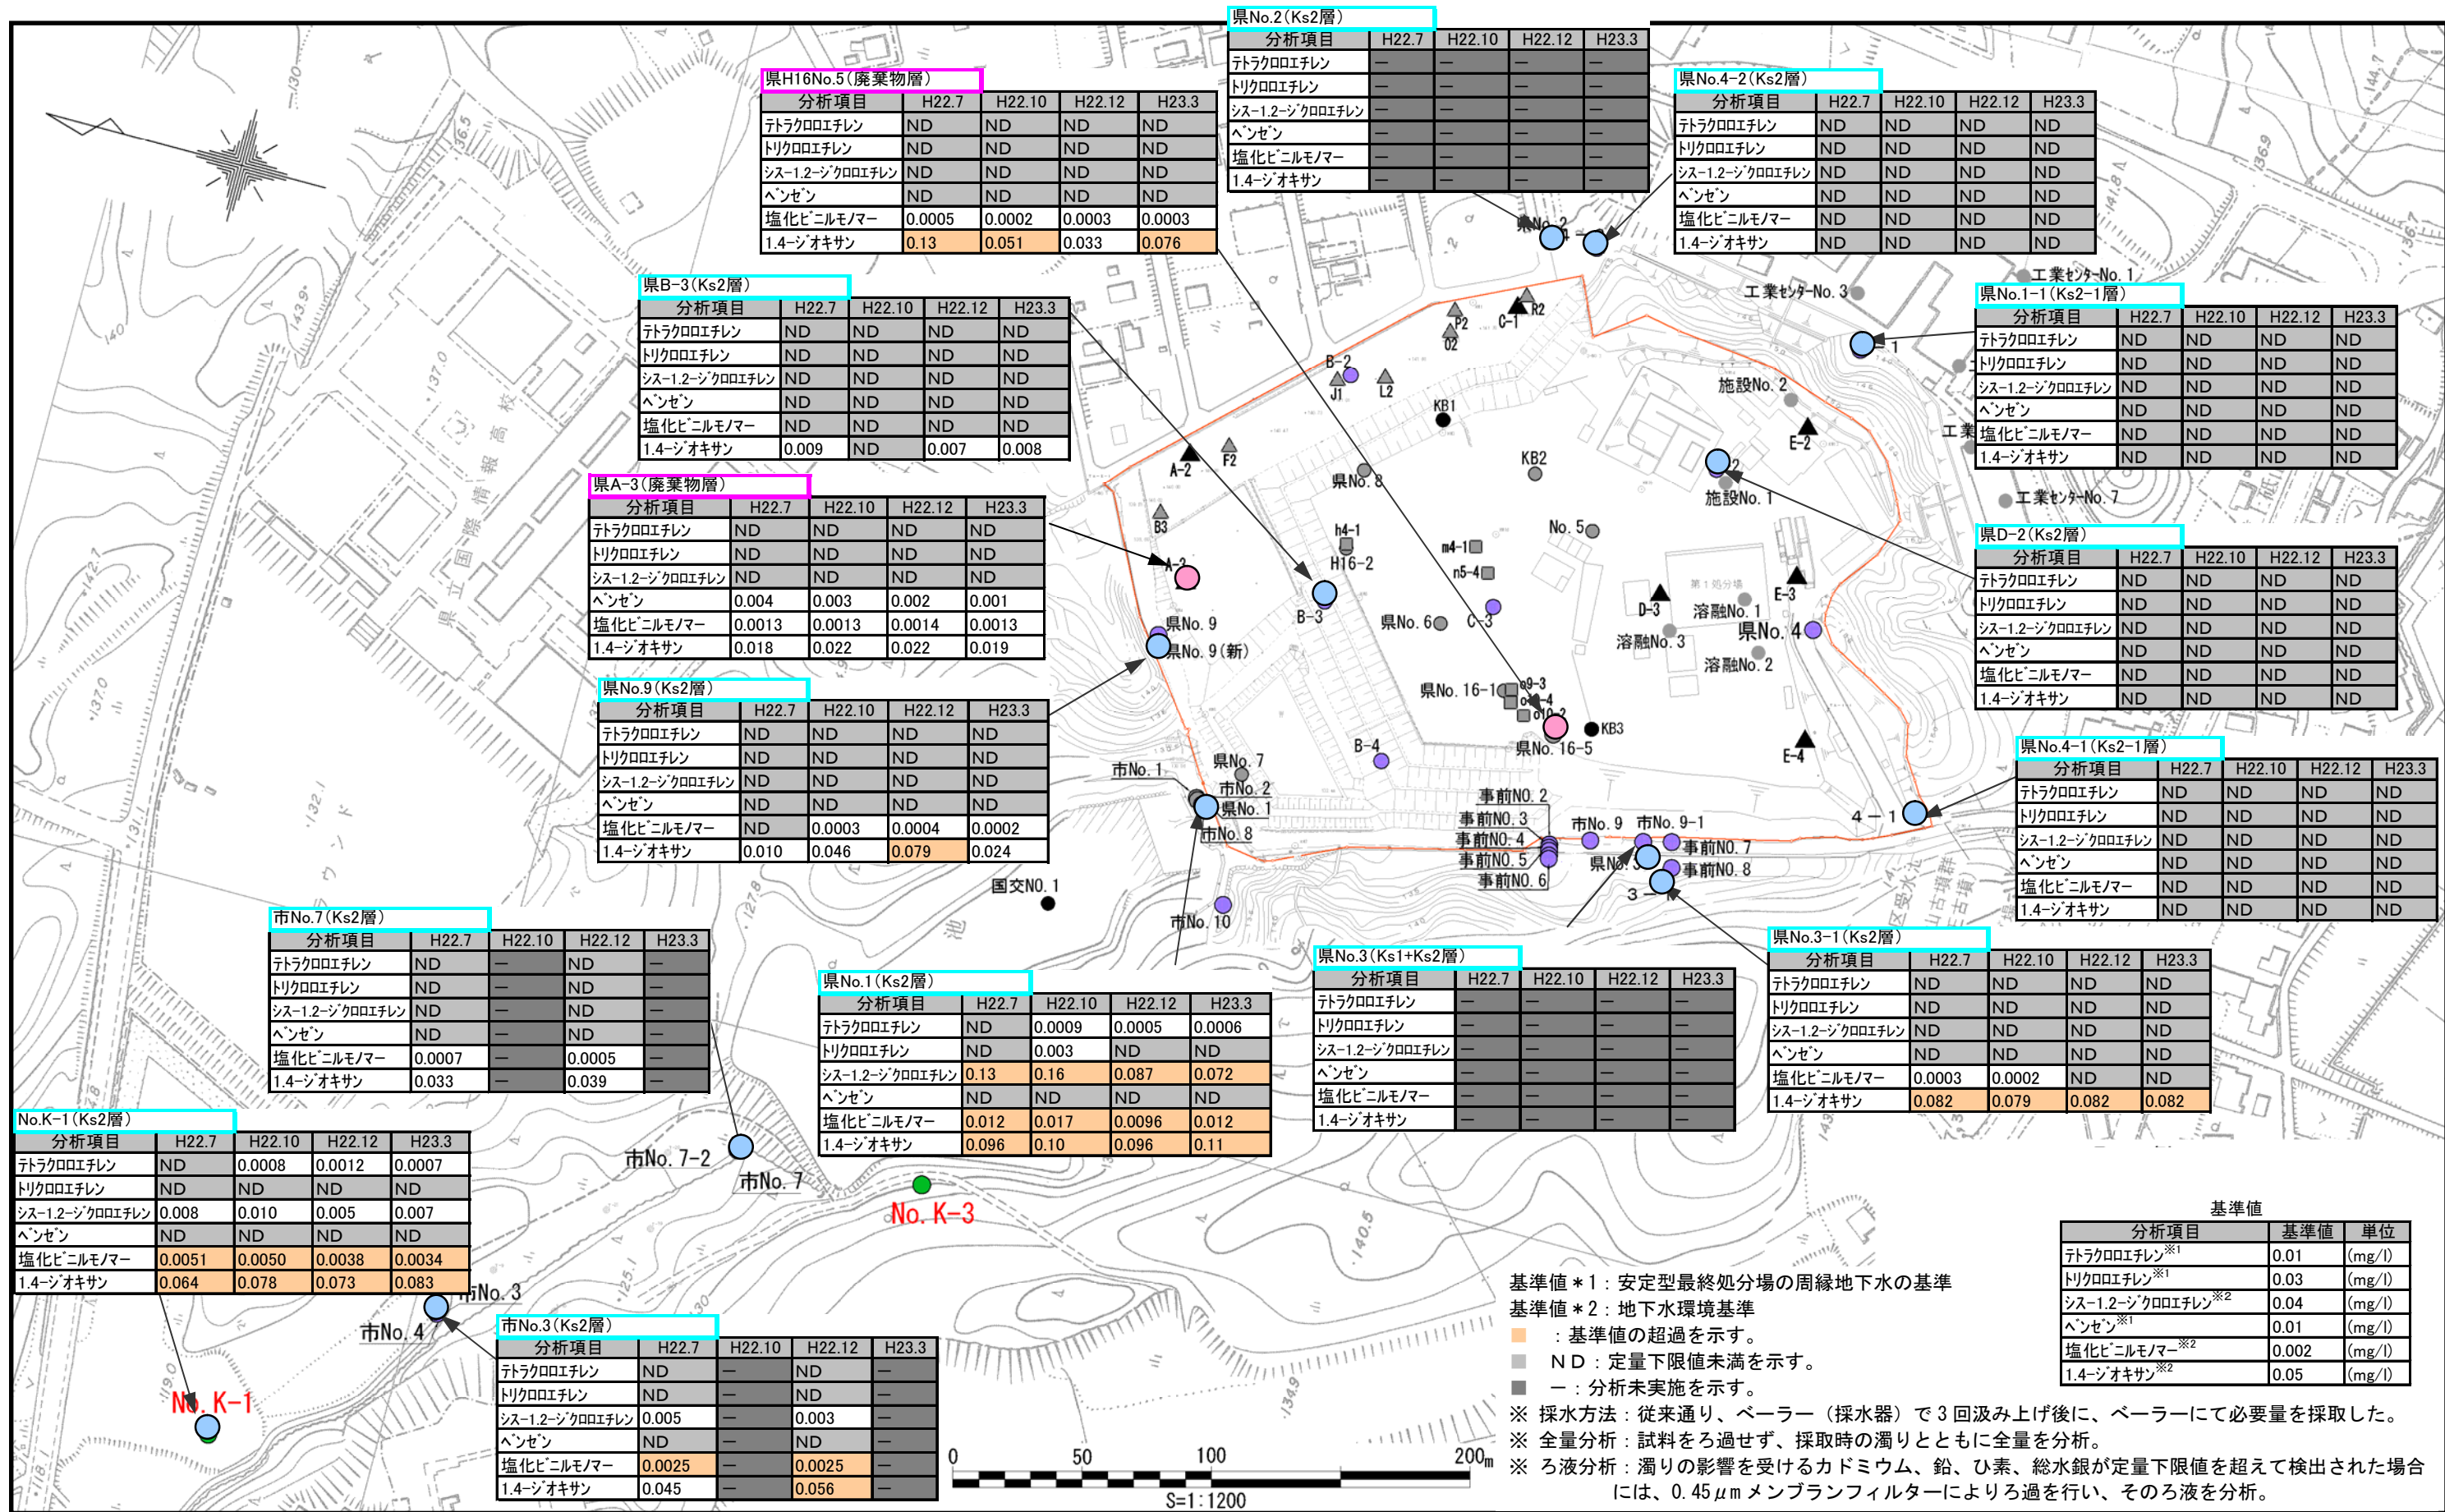 県No.2(Ks2層)
分析項目 H22.7 H22.10 H22.12 H23.3
テトラクロロエチレン － － － －
トリクロロエチレン － － － －
シス-1.2-ジクロロエチレン － － － －
ベンゼン － － － －
塩化ビニルモノマー － － － －
1.4-ジオキサン － － － －
県H16No.5(廃棄物層)
分析項目 H22.7 H22.10 H22.12 H23.3
テトラクロロエチレン ND ND ND ND
トリクロロエチレン ND ND ND ND
シス-1.2-ジクロロエチレン ND ND ND ND
ベンゼン ND ND ND ND
塩化ビニルモノマー 0.0005 0.0002 0.0003 0.0003
1.4-ジオキサン 0.13 0.051 0.033 0.076
県No.4-2(Ks2層)
分析項目 H22.7 H22.10 H22.12 H23.3
テトラクロロエチレン ND ND ND ND
トリクロロエチレン ND ND ND ND
シス-1.2-ジクロロエチレン ND ND ND ND
ベンゼン ND ND ND ND
塩化ビニルモノマー ND ND ND ND
1.4-ジオキサン ND ND ND ND
県B-3(Ks2層)
分析項目 H22.7 H22.10 H22.12 H23.3
テトラクロロエチレン ND ND ND ND
トリクロロエチレン ND ND ND ND
シス-1.2-ジクロロエチレン ND ND ND ND
ベンゼン ND ND ND ND
塩化ビニルモノマー ND ND ND ND
1.4-ジオキサン 0.009 ND 0.007 0.008
県No.1-1(Ks2-1層)
分析項目 H22.7 H22.10 H22.12 H23.3
テトラクロロエチレン ND ND ND ND
トリクロロエチレン ND ND ND ND
シス-1.2-ジクロロエチレン ND ND ND ND
ベンゼン ND ND ND ND
塩化ビニルモノマー ND ND ND ND
1.4-ジオキサン ND ND ND ND
県A-3(廃棄物層)
分析項目 H22.7 H22.10 H22.12 H23.3
テトラクロロエチレン ND ND ND ND
トリクロロエチレン ND ND ND ND
シス-1.2-ジクロロエチレン ND ND ND ND
ベンゼン 0.004 0.003 0.002 0.001
塩化ビニルモノマー 0.0013 0.0013 0.0014 0.0013
1.4-ジオキサン 0.018 0.022 0.022 0.019
県D-2(Ks2層)
分析項目 H22.7 H22.10 H22.12 H23.3
テトラクロロエチレン ND ND ND ND
トリクロロエチレン ND ND ND ND
シス-1.2-ジクロロエチレン ND ND ND ND
ベンゼン ND ND ND ND
塩化ビニルモノマー ND ND ND ND
1.4-ジオキサン ND ND ND ND
県No.9(Ks2層)
分析項目 H22.7 H22.10 H22.12 H23.3
テトラクロロエチレン ND ND ND ND
トリクロロエチレン ND ND ND ND
シス-1.2-ジクロロエチレン ND ND ND ND
ベンゼン ND ND ND ND
塩化ビニルモノマー ND 0.0003 0.0004 0.0002
1.4-ジオキサン 0.010 0.046 0.079 0.024
県No.4-1(Ks2-1層)
分析項目 H22.7 H22.10 H22.12 H23.3
テトラクロロエチレン ND ND ND ND
トリクロロエチレン ND ND ND ND
シス-1.2-ジクロロエチレン ND ND ND ND
ベンゼン ND ND ND ND
塩化ビニルモノマー ND ND ND ND
1.4-ジオキサン ND ND ND ND
市No.7(Ks2層)
分析項目 H22.7 H22.10 H22.12 H23.3
テトラクロロエチレン ND － ND －
トリクロロエチレン ND － ND －
シス-1.2-ジクロロエチレン ND － ND －
ベンゼン ND － ND －
塩化ビニルモノマー 0.0007 － 0.0005 －
1.4-ジオキサン 0.033 － 0.039 －
県No.1(Ks2層)
分析項目 H22.7 H22.10 H22.12 H23.3
テトラクロロエチレン ND 0.0009 0.0005 0.0006
トリクロロエチレン ND 0.003 ND ND
シス-1.2-ジクロロエチレン 0.13 0.16 0.087 0.072
ベンゼン ND ND ND ND
塩化ビニルモノマー 0.012 0.017 0.0096 0.012
1.4-ジオキサン 0.096 0.10 0.096 0.11
県No.3(Ks1+Ks2層)
分析項目 H22.7 H22.10 H22.12 H23.3
テトラクロロエチレン － － － －
トリクロロエチレン － － － －
シス-1.2-ジクロロエチレン － － － －
ベンゼン － － － －
塩化ビニルモノマー － － － －
1.4-ジオキサン － － － －
県No.3-1(Ks2層)
分析項目 H22.7 H22.10 H22.12 H23.3
テトラクロロエチレン ND ND ND ND
トリクロロエチレン ND ND ND ND
シス-1.2-ジクロロエチレン ND ND ND ND
ベンゼン ND ND ND ND
塩化ビニルモノマー 0.0003 0.0002 ND ND
1.4-ジオキサン 0.082 0.079 0.082 0.082
No.K-1(Ks2層)
分析項目 H22.7 H22.10 H22.12 H23.3
テトラクロロエチレン ND 0.0008 0.0012 0.0007
トリクロロエチレン ND ND ND ND
シス-1.2-ジクロロエチレン 0.008 0.010 0.005 0.007
ベンゼン ND ND ND ND
塩化ビニルモノマー 0.0051 0.0050 0.0038 0.0034
1.4-ジオキサン 0.064 0.078 0.073 0.083
市No.3(Ks2層)
分析項目 H22.7 H22.10 H22.12 H23.3
テトラクロロエチレン ND － ND －
トリクロロエチレン ND － ND －
シス-1.2-ジクロロエチレン 0.005 － 0.003 －
ベンゼン ND － ND －
塩化ビニルモノマー 0.0025 － 0.0025 －
1.4-ジオキサン 0.045 － 0.056 －
県No.2
工業センターNo.1
工業センターNo.3
工業センターNo.7
R2
P2
C-1
O2
B-2
J1
L2
KB1
施設No.2
E-2
A-2
F2
県No.8
KB2
施設No.1
B3
No.5
h4-1
H16-2
m4-1
n5-4
第1処分場
E-3
D-3
溶融No.1
B-3
県No.6
C-3
県No.4
溶融No.3
溶融No.2
県No.9
県No.9(新)
県No.16-1
o9-3
KB3
県No.16-5
E-4
B-4
県No.7
市No.1
市No.2
県No.1
市No.8
事前NO.2
事前NO.3
事前NO.4
事前NO.5
事前NO.6
市No.9
市No.9-1
事前NO.7
事前NO.8
4-1
国交NO.1
市No.10
池
県立国際情報高校
グラウンド
市No.7-2
市No.7
No.K-3
市No.3
市No.4
No.K-1
136.5
143.9
140
137.0
142.7
137.0
132.1
131.1
127.8
125.1
130
119.0
140.5
134.9
144.7
136.9
141.8
136.7
0 50 100 200m
S=1:1200
基準値
分析項目 基準値 単位
テトラクロロエチレン※1 0.01 (mg/l)
トリクロロエチレン※1 0.03 (mg/l)
シス-1.2-ジクロロエチレン※2 0.04 (mg/l)
ベンゼン※1 0.01 (mg/l)
塩化ビニルモノマー※2 0.002 (mg/l)
1.4-ジオキサン※2 0.05 (mg/l)
基準値*1：安定型最終処分場の周縁地下水の基準
基準値*2：地下水環境基準
：基準値の超過を示す。
ND：定量下限値未満を示す。
－：分析未実施を示す。
※ 採水方法：従来通り、ベーラー（採水器）で3回汲み上げ後に、ベーラーにて必要量を採取した。
※ 全量分析：試料をろ過せず、採取時の濁りとともに全量を分析。
※ ろ液分析：濁りの影響を受けるカドミウム、鉛、ひ素、総水銀が定量下限値を超えて検出された場合
には、0.45μmメンブランフィルターによりろ過を行い、そのろ液を分析。